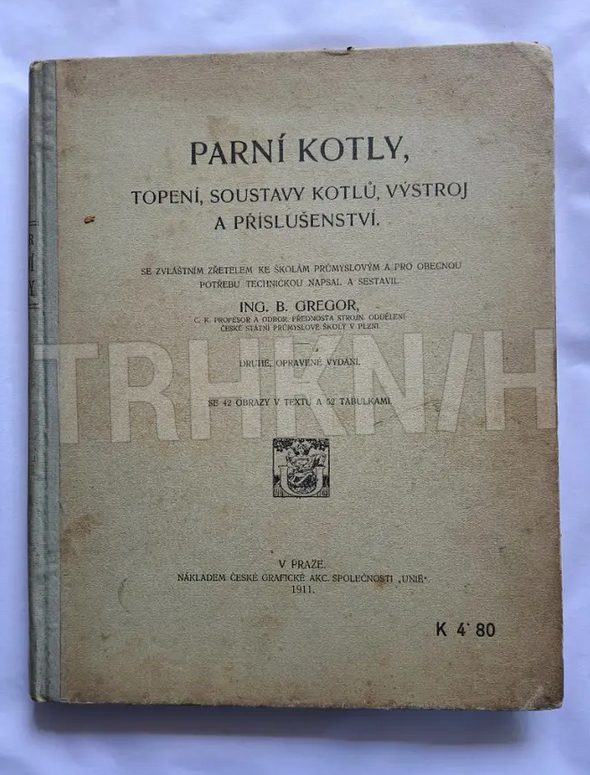 PARNÍ KOTLY,
TOPENÍ, SOUSTAVY KOTLŮ, VÝSTROJ
A PŘÍSLUŠENSTVÍ.
SE ZVLÁŠTNÍM ZŘETELEM KE ŠKOLÁM PRŮMYSLOVÝM A PRO OBECNOU
POTŘEBU TECHNICKOU NAPSAL A SESTAVIL
ING. B. GREGOR,
C. K. PROFESOR A ODBOR. PŘEDNOSTA STROJN. ODDĚLENÍ
ČESKÉ STÁTNÍ PRŮMYSLOVÉ ŠKOLY V PLZNI.
DRUHÉ, OPRAVENÉ VYDÁNÍ.
SE 42 OBRAZY V TEXTU A 52 TABULKAMI.
TRHKN/H
V PRAZE.
NÁKLADEM ČESKÉ GRAFICKÉ AKC. SPOLEČNOSTI „UNIE“.
1911.
K 4·80